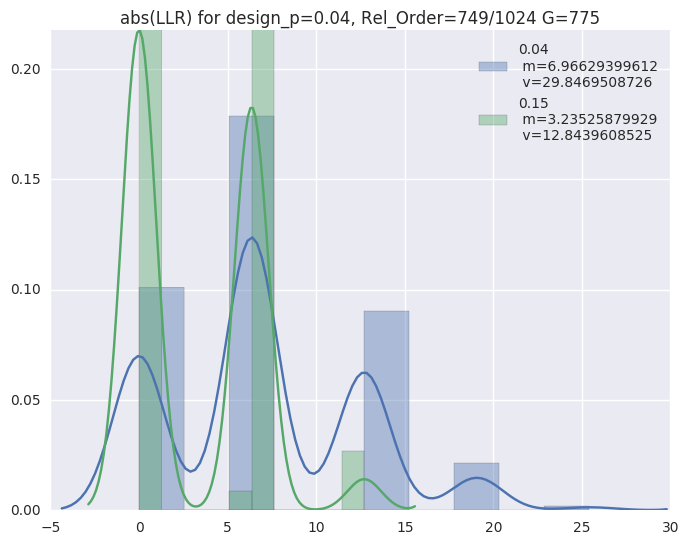 abs(LLR) for design_p=0.04, Rel_Order=749/1024 G=775
0.04
m=6.96629399612
v=29.8469508726
0.15
m=3.23525879929
v=12.8439608525
0.20
0.15
0.10
0.05
0.00
−5 0 5 10 15 20 25 30